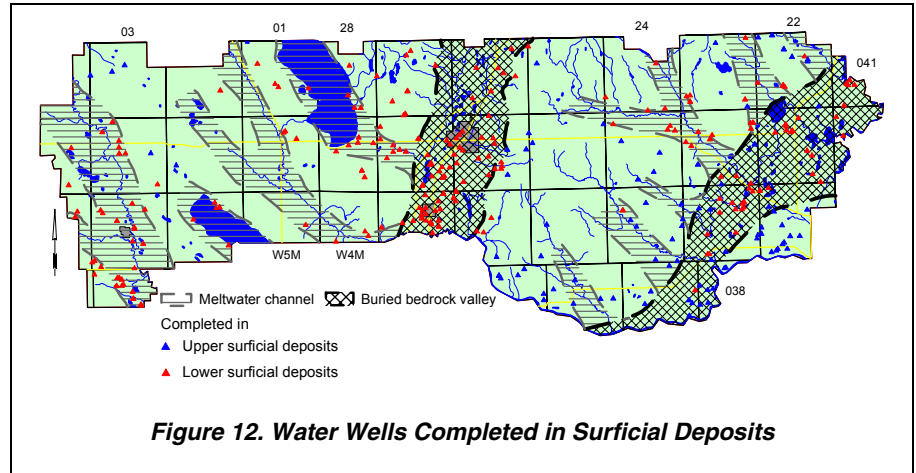 03 01 28 24 22
041
W5M W4M
038
Meltwater channel Buried bedrock valley
Completed in
Upper surficial deposits
Lower surficial deposits
Figure 12. Water Wells Completed in Surficial Deposits